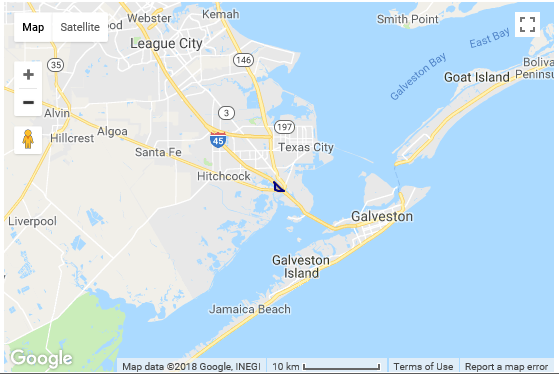 Map Satellite
Webster
Kemah
Smith Point
League City
East Bay
Boliva
Peninsu
146
Galveston Bay
Goat Island
35
Alvin
3
197
Algoa
Hillcrest
45
Texas City
Santa Fe
Hitchcock
Liverpool
Galveston
Galveston
Island
Jamaica Beach
Google
Map data ©2018 Google, INEGI 10 km Terms of Use Report a map error